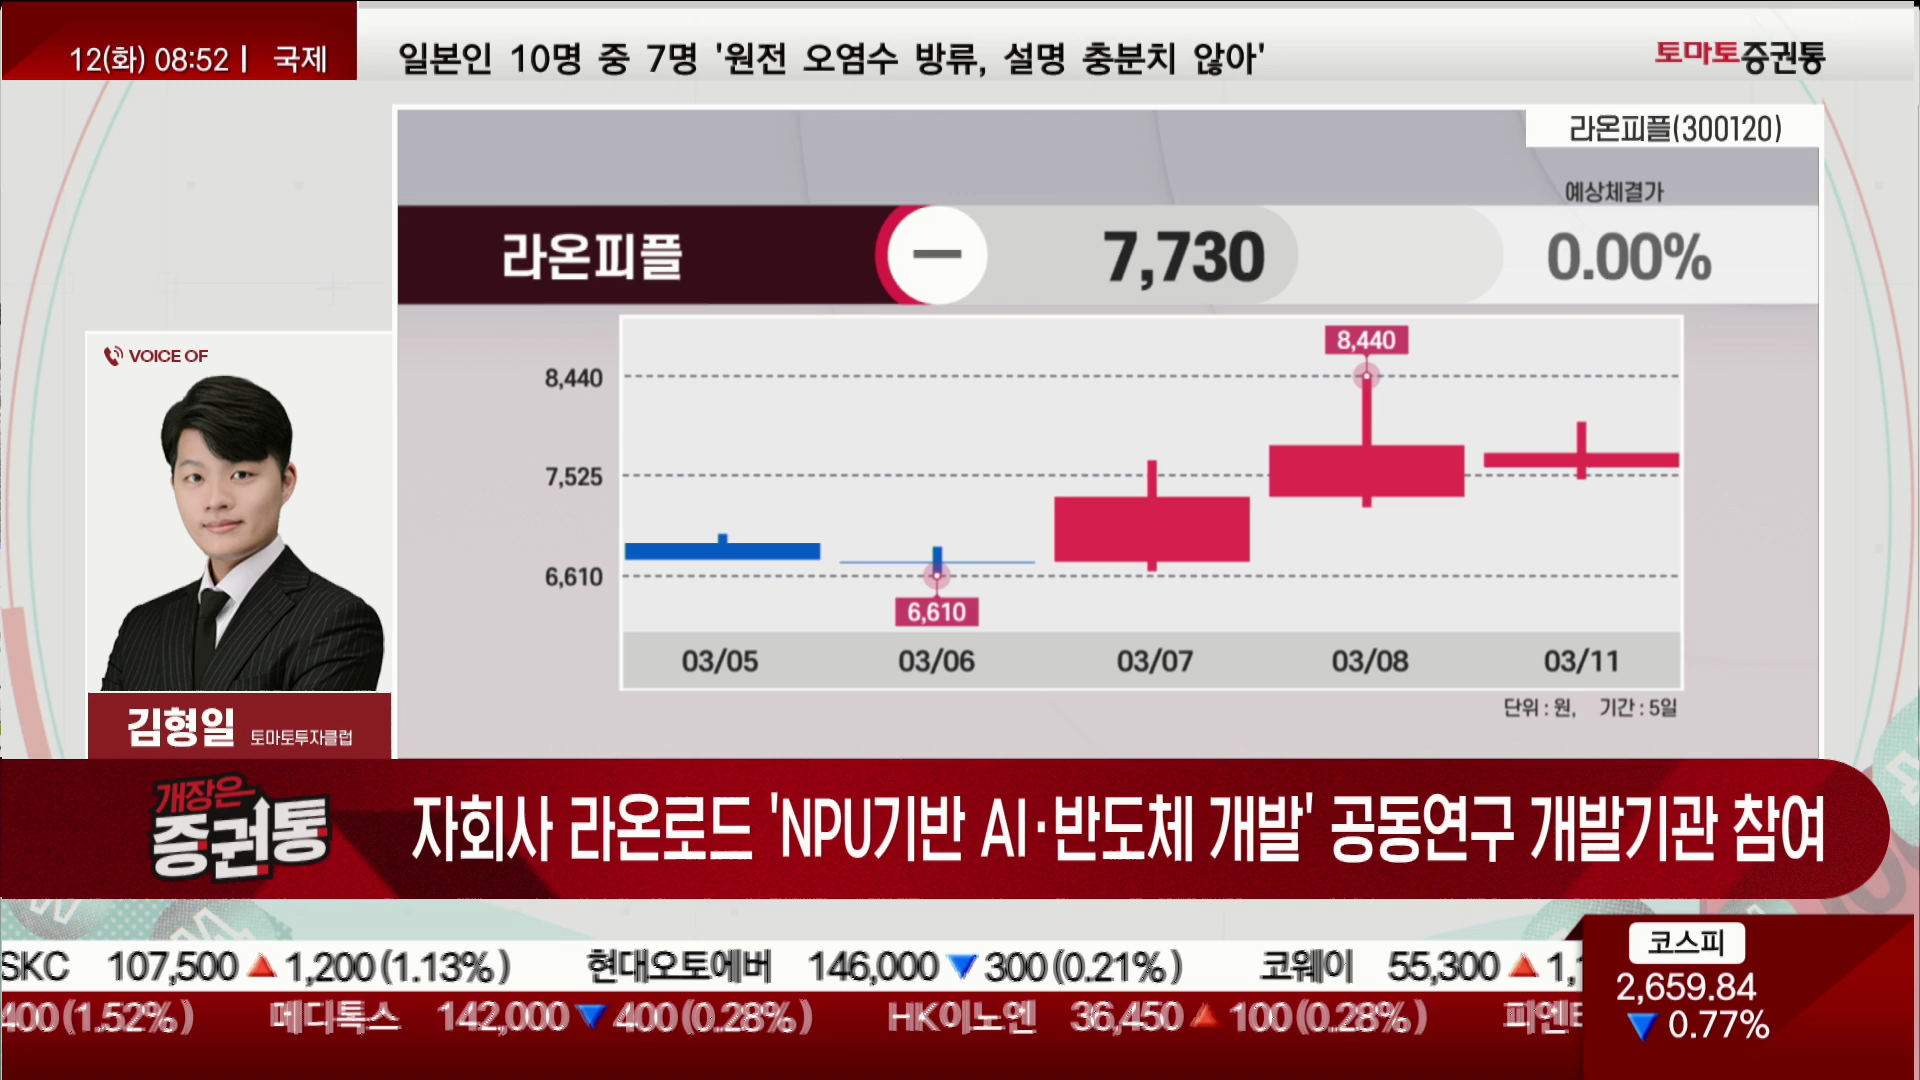 12(화) 08:52 | 국제
일본인 10명 중 7명 '원전 오염수 방류, 설명 충분치 않아'
토마토증권통
라온피플(300120)
예상체결가
라온피플
7,730
0.00%
VOICE OF
김형일 토마토투자클럽
8,440
8,440
7,525
6,610
6,610
03/05 03/06 03/07 03/08 03/11
단위 : 원, 기간 : 5일
개장은 증권통
자회사 라온로드 'NPU기반 AI·반도체 개발' 공동연구 개발기관 참여
SKC 107,500 ▲ 1,200 (1.13%) 현대오토에버 146,000 ▼ 300 (0.21%) 코웨이 55,300 ▲
400 (1.52%) 메디톡스 142,000 ▼ 400 (0.28%) HK이노엔 36,450 ▲ 100 (0.28%)
코스피
2,659.84
▼ 0.77%